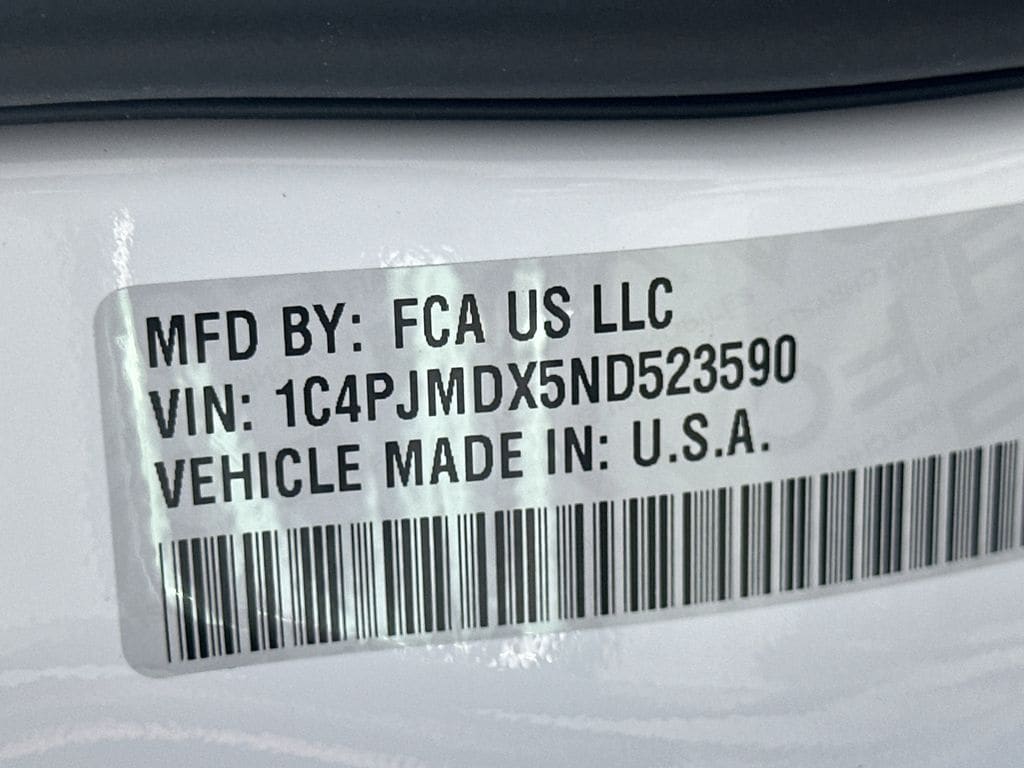 MFD BY: FCA US LLC
VIN: 1C4PJMDX5ND523590
VEHICLE MADE IN: U.S.A.